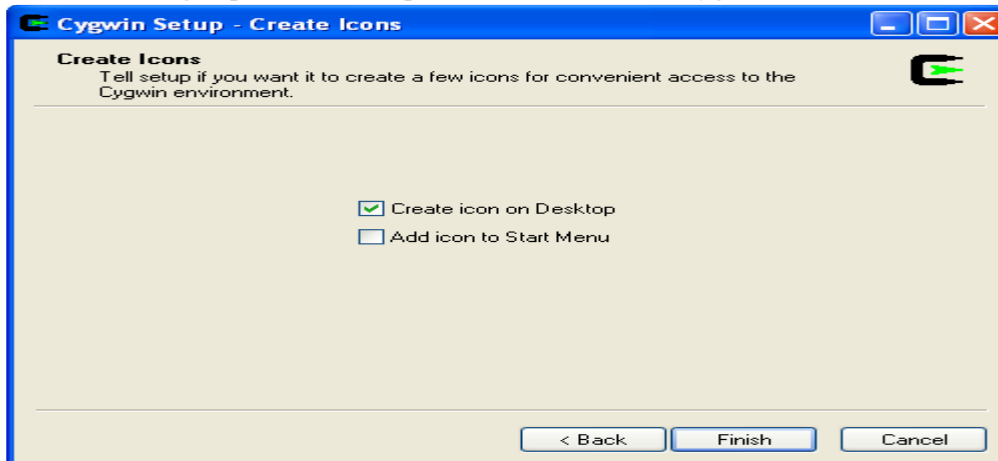 Cygwin Setup - Create Icons
Create Icons
Tell setup if you want it to create a few icons for convenient access to the
Cygwin environment.
Create icon on Desktop
Add icon to Start Menu
< Back
Finish
Cancel